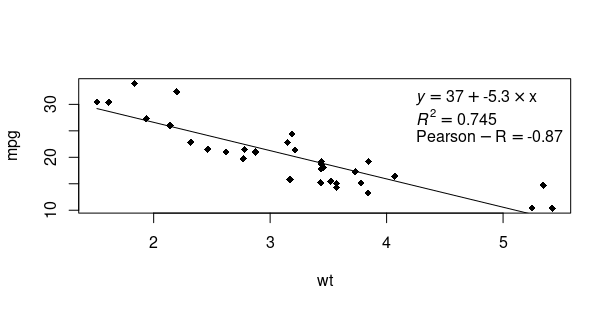 y = 37 + -5.3 × x
R² = 0.745
Pearson − R = -0.87
mpg
30
20
10
2 3 4 5
wt